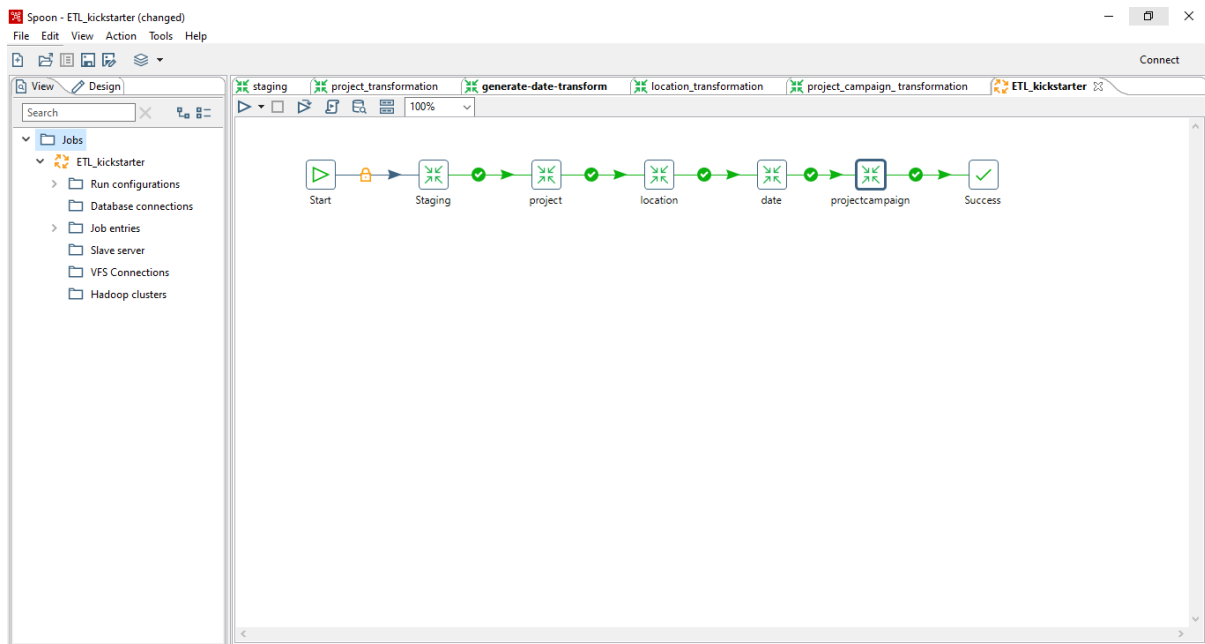 Spoon - ETL_kickstarter (changed)
File Edit View Action Tools Help
Connect
View Design
staging project_transformation generate-date-transform location_transformation project_campaign_ transformation ETL_kickstarter
Search
100%
Jobs
ETL_kickstarter
Run configurations
Database connections
Job entries
Slave server
VFS Connections
Hadoop clusters
Start Staging project location date projectcampaign Success